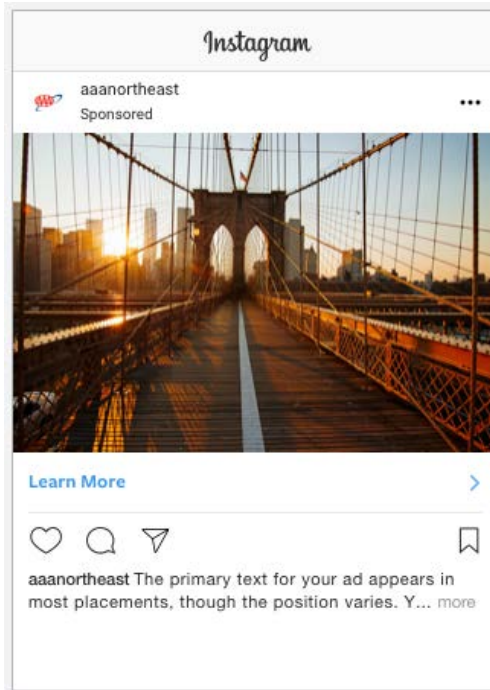 Instagram
AAA
aaanortheast
Sponsored
Learn More
aaanortheast The primary text for your ad appears in
most placements, though the position varies. Y... more